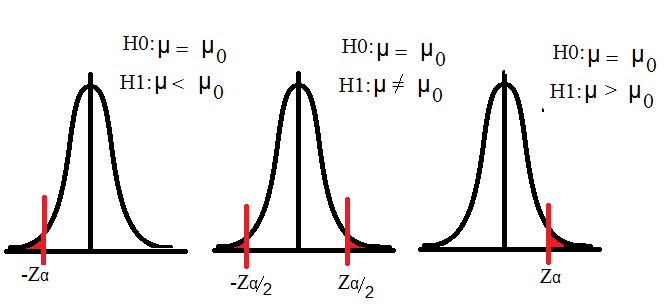 H0:μ = μ0
H1:μ < μ0
-Zα
H0:μ = μ0
H1:μ ≠ μ0
-Zα/2
Zα/2
H0:μ = μ0
H1:μ > μ0
Zα